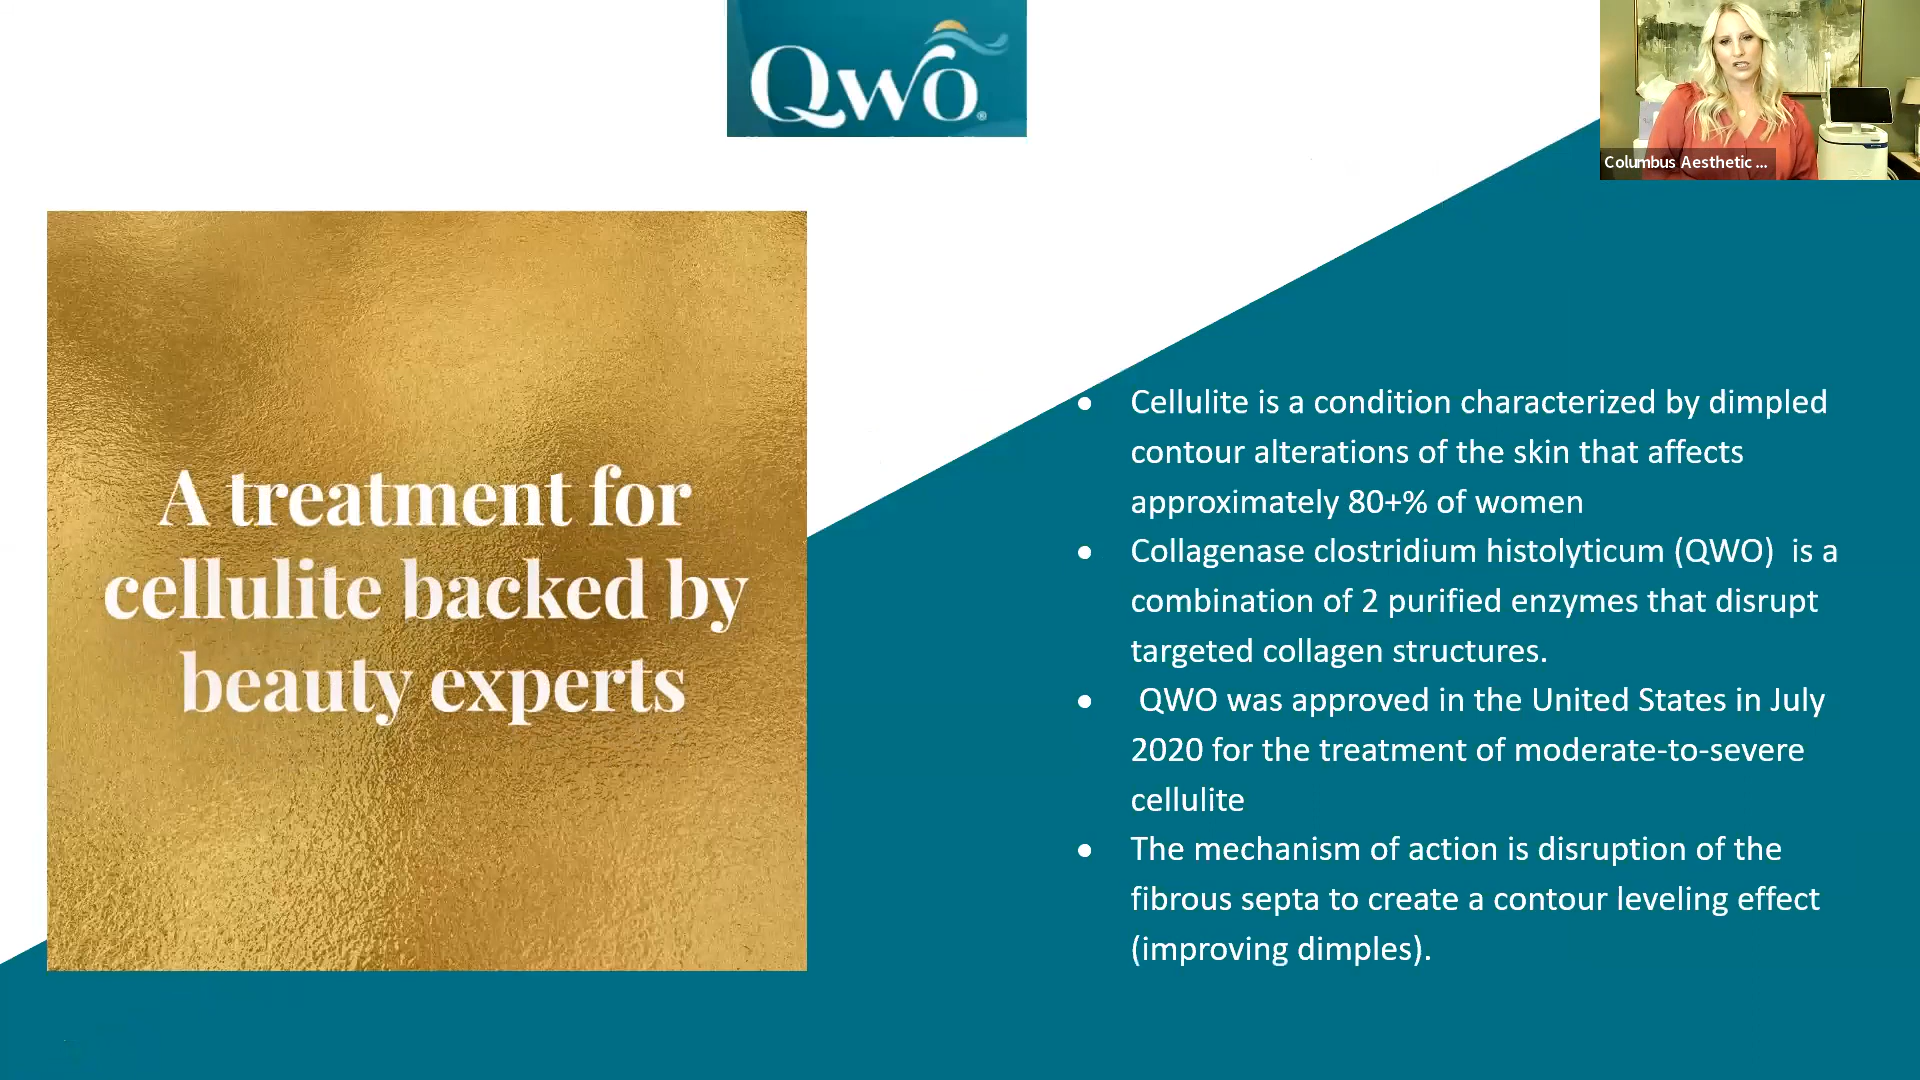 Qwo®
Columbus Aesthetic ...
A treatment for
cellulite backed by
beauty experts
• Cellulite is a condition characterized by dimpled
contour alterations of the skin that affects
approximately 80+% of women
• Collagenase clostridium histolyticum (QWO)  is a
combination of 2 purified enzymes that disrupt
targeted collagen structures.
• QWO was approved in the United States in July
2020 for the treatment of moderate-to-severe
cellulite
• The mechanism of action is disruption of the
fibrous septa to create a contour leveling effect
(improving dimples).